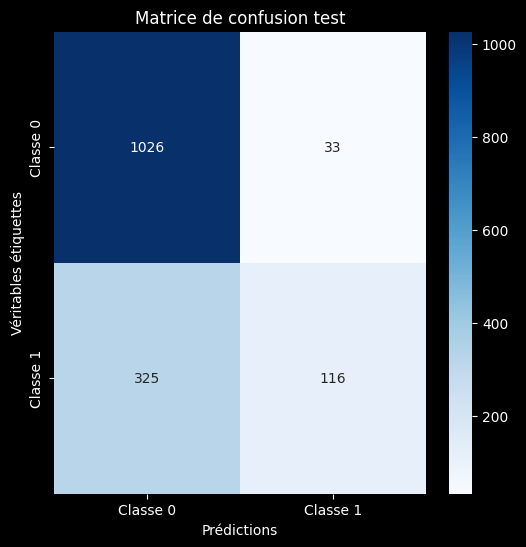 Matrice de confusion test
Véritables étiquettes
Classe 0
1026
33
Classe 1
325
116
Classe 0
Classe 1
Prédictions
1000
800
600
400
200